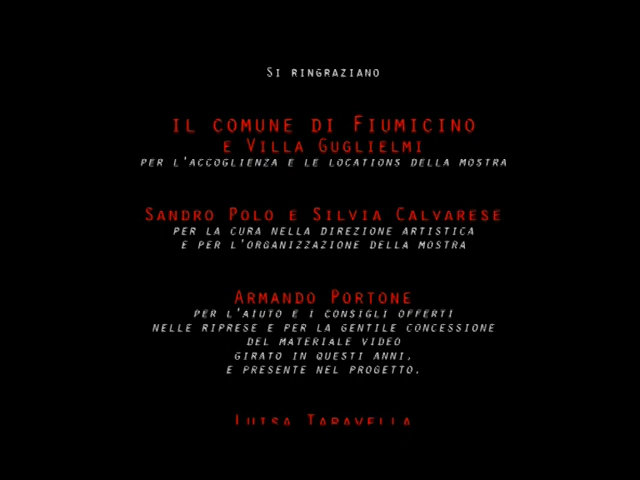 Si ringraziano
il comune di Fiumicino
e Villa Guglielmi
per l'accoglienza e le locations della mostra
Sandro Polo e Silvia Calvarese
per la cura nella direzione artistica
e per l'organizzazione della mostra
Armando Portone
per l'aiuto e i consigli offerti
nelle riprese e per la gentile concessione
del materiale video
girato in questi anni,
e presente nel progetto.
Luisa Taravella